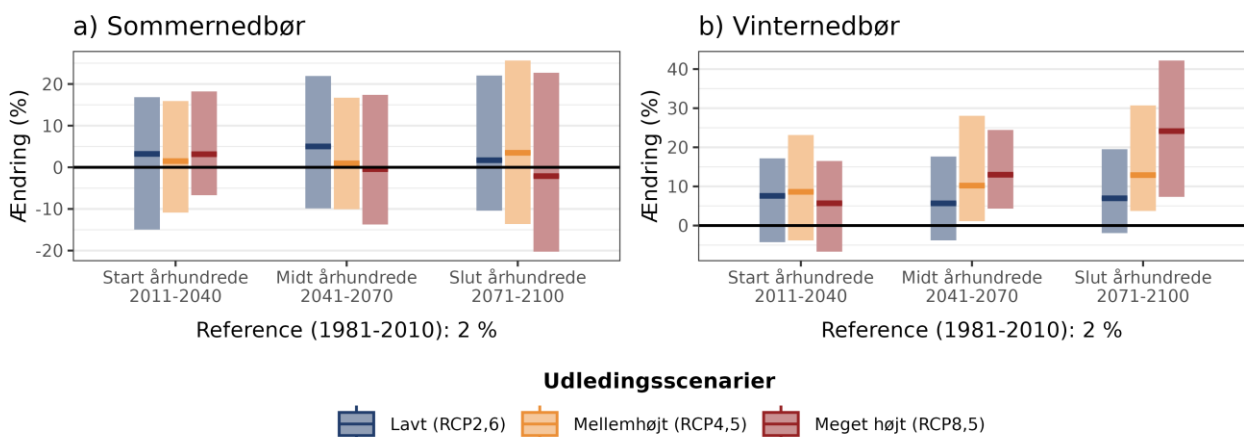 a) Sommernedbør
Ændring (%)
20
10
0
-10
-20
Start århundrede
2011-2040
Midt århundrede
2041-2070
Slut århundrede
2071-2100
Reference (1981-2010): 2 %
b) Vinternedbør
Ændring (%)
40
30
20
10
0
Start århundrede
2011-2040
Midt århundrede
2041-2070
Slut århundrede
2071-2100
Reference (1981-2010): 2 %
Udledingsscenarier
Lavt (RCP2,6)
Mellemhøjt (RCP4,5)
Meget højt (RCP8,5)